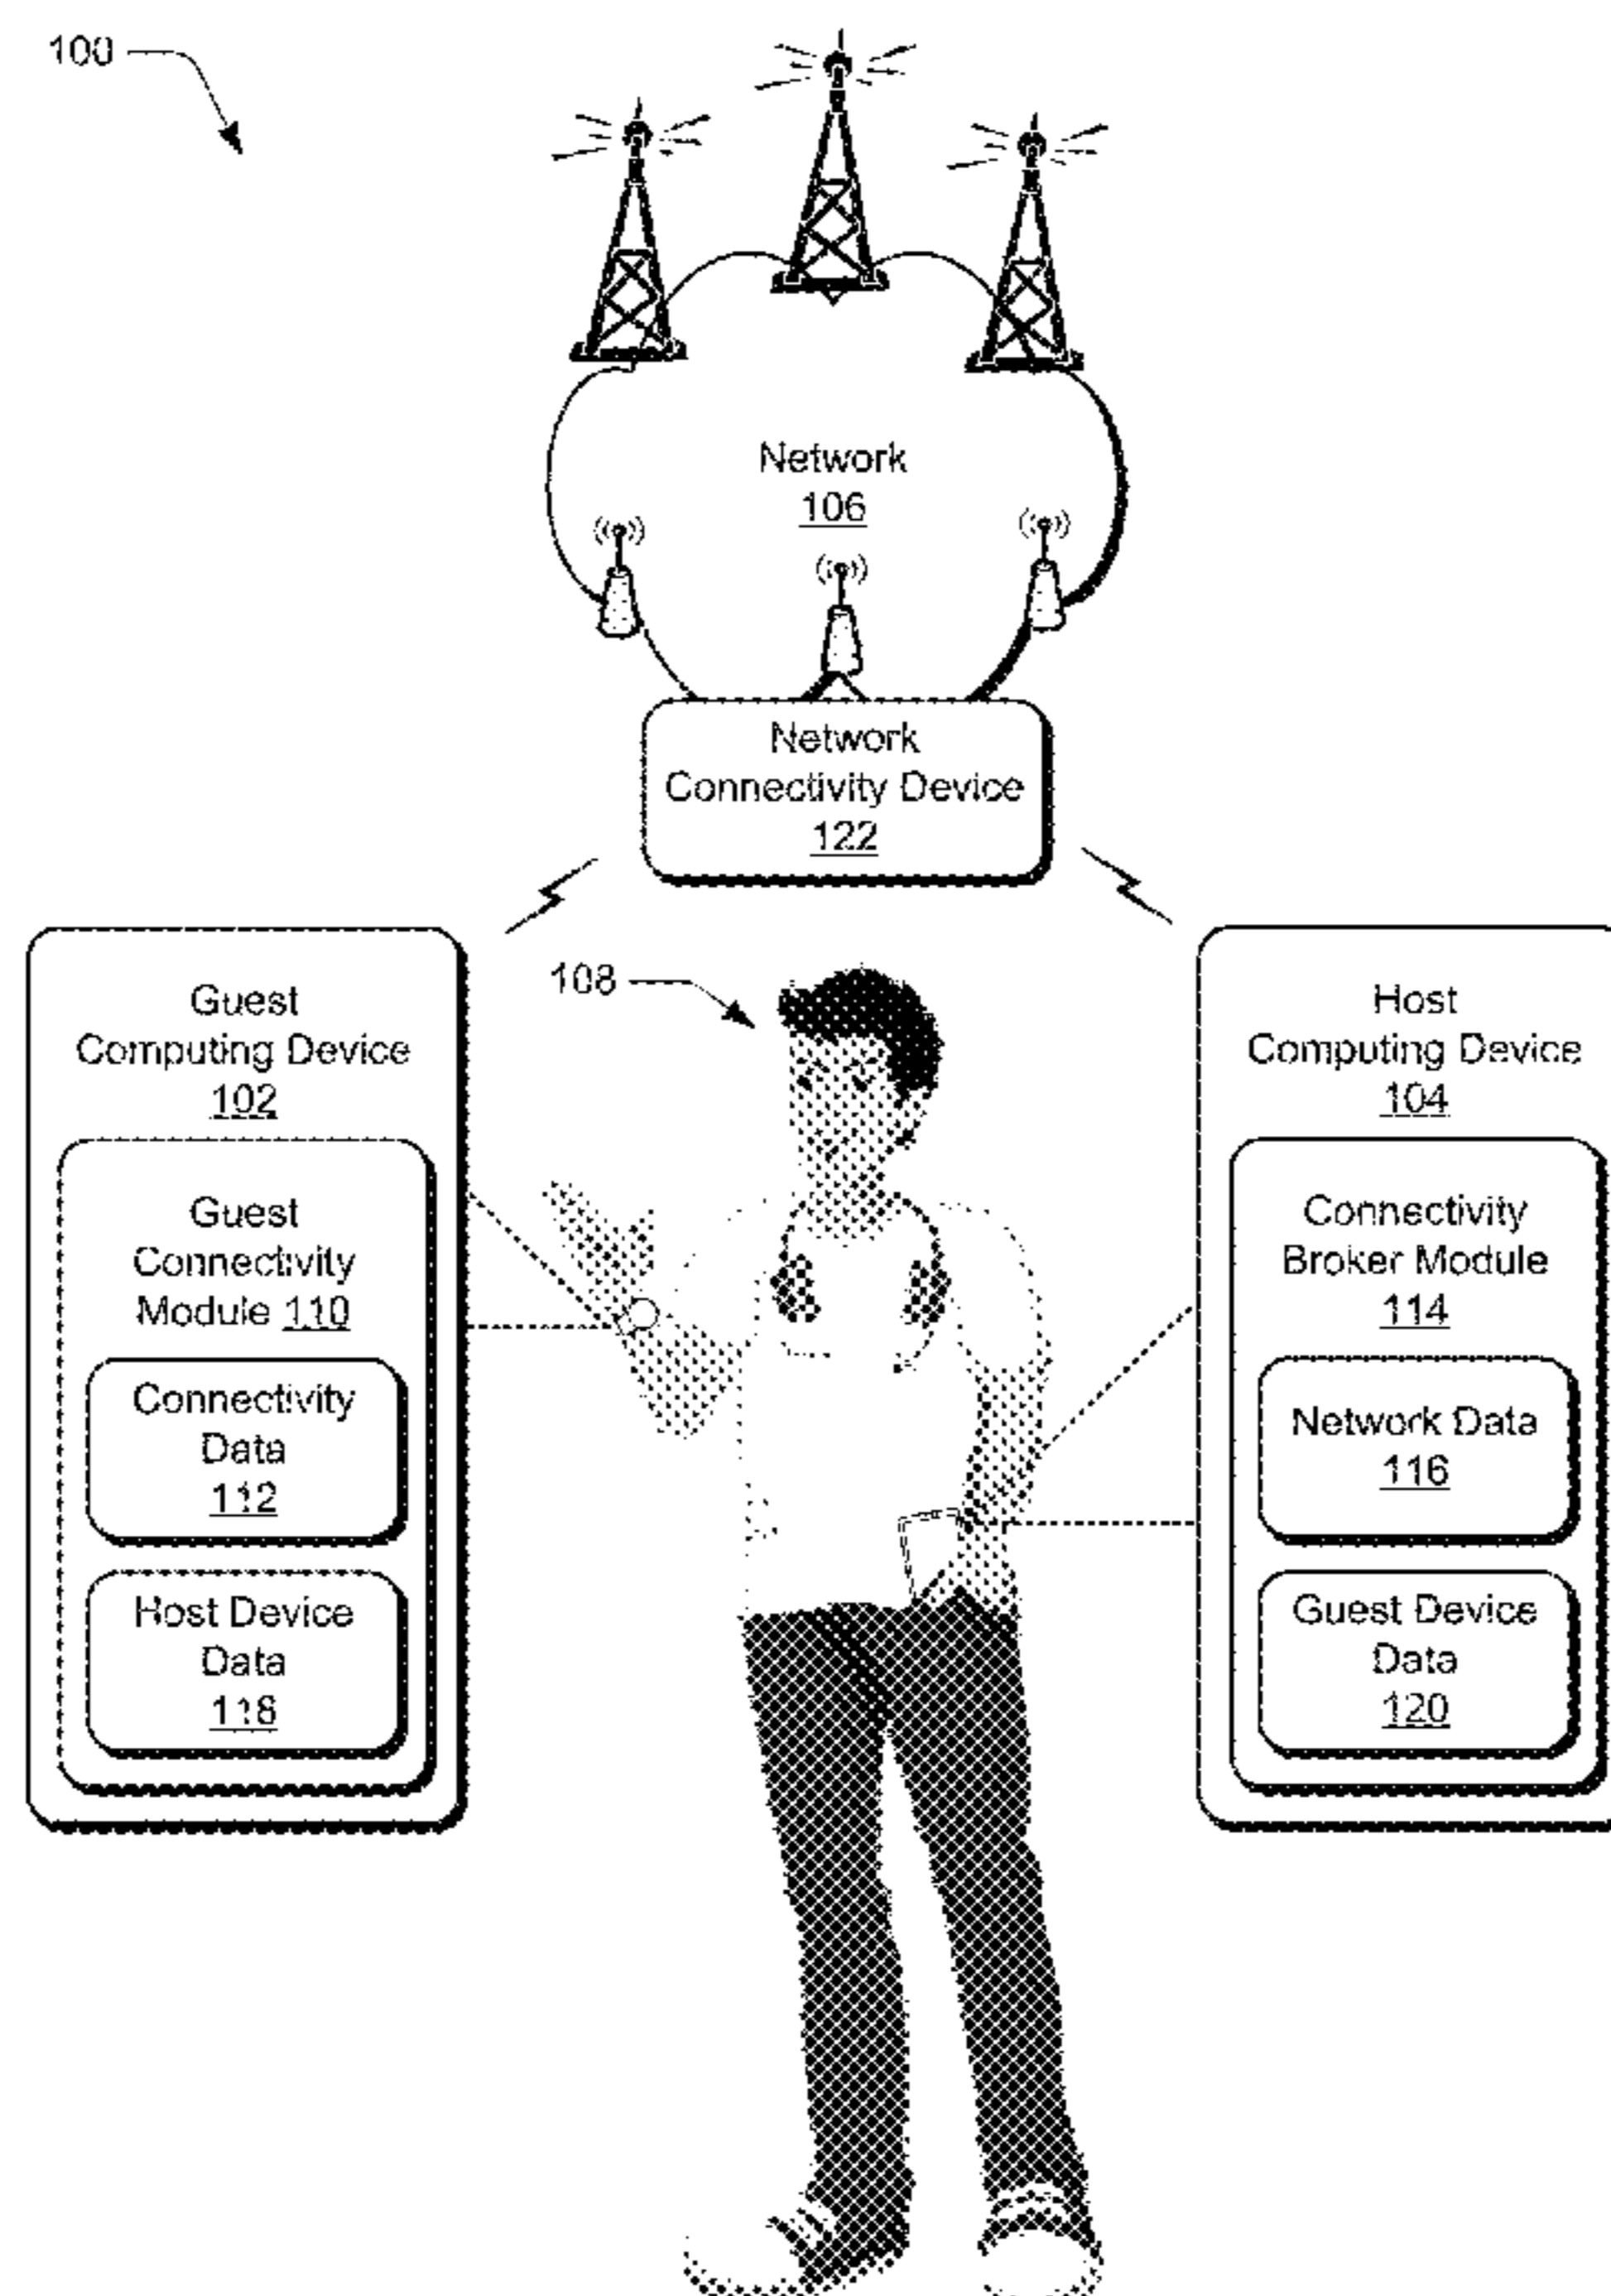 100
Network
106
Network
Connectivity Device
122
108
Guest
Computing Device
102
Guest
Connectivity
Module 110
Connectivity
Data
112
Host Device
Data
118
Host
Computing Device
104
Connectivity
Broker Module
114
Network Data
116
Guest Device
Data
120